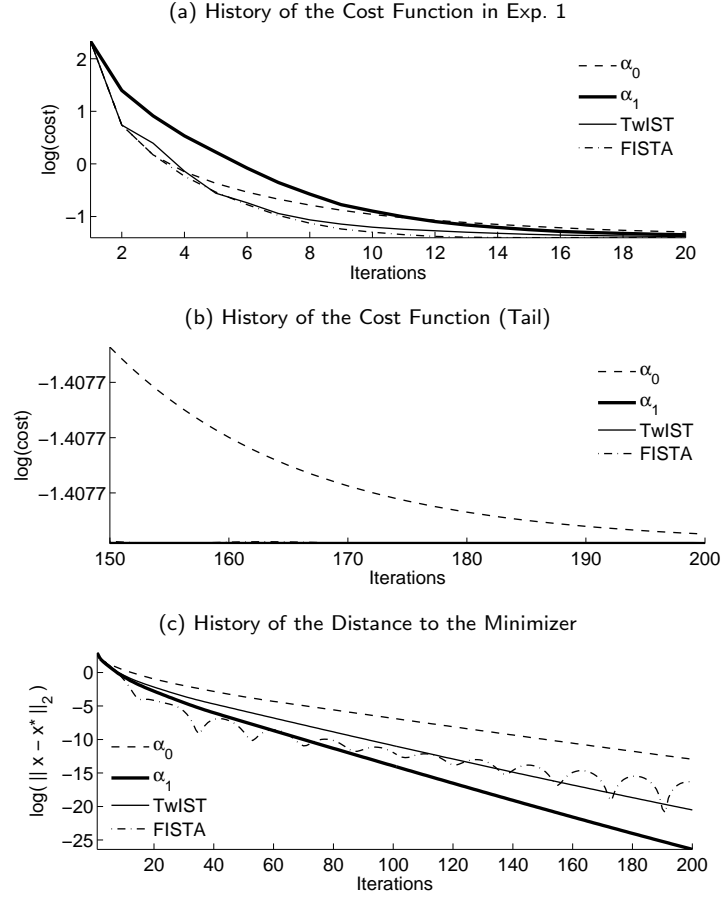 (a) History of the Cost Function in Exp. 1
2
1
0
−1
log(cost)
α₀
α₁
TwIST
FISTA
2 4 6 8 10 12 14 16 18 20
Iterations
(b) History of the Cost Function (Tail)
−1.4077
−1.4077
−1.4077
log(cost)
α₀
α₁
TwIST
FISTA
150 160 170 180 190 200
Iterations
(c) History of the Distance to the Minimizer
0
−5
−10
−15
−20
−25
log( || x − x* ||₂ )
α₀
α₁
TwIST
FISTA
20 40 60 80 100 120 140 160 180 200
Iterations